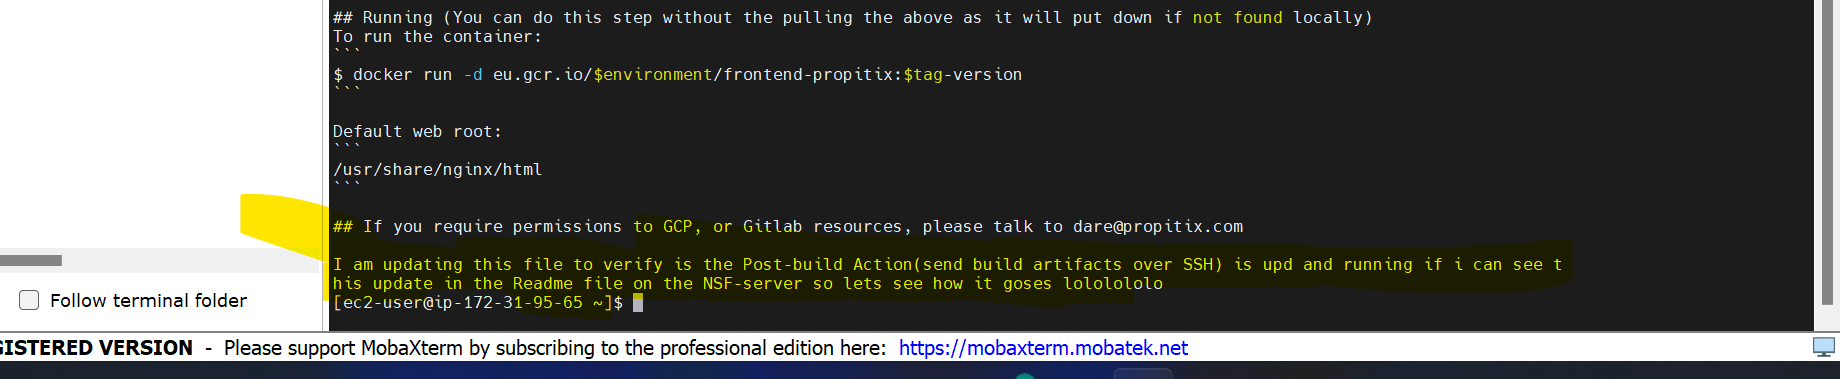 ## Running (You can do this step without the pulling the above as it will put down if not found locally)
To run the container:
```
$ docker run -d eu.gcr.io/$environment/frontend-propitix:$tag-version
```
Default web root:
```
/usr/share/nginx/html
```
## If you require permissions to GCP, or Gitlab resources, please talk to dare@propitix.com
I am updating this file to verify is the Post-build Action(send build artifacts over SSH) is upd and running if i can see t
his update in the Readme file on the NSF-server so lets see how it goses lolololololo
[ec2-user@ip-172-31-95-65 ~]$
Follow terminal folder
GISTERED VERSION - Please support MobaXterm by subscribing to the professional edition here: https://mobaxterm.mobatek.net